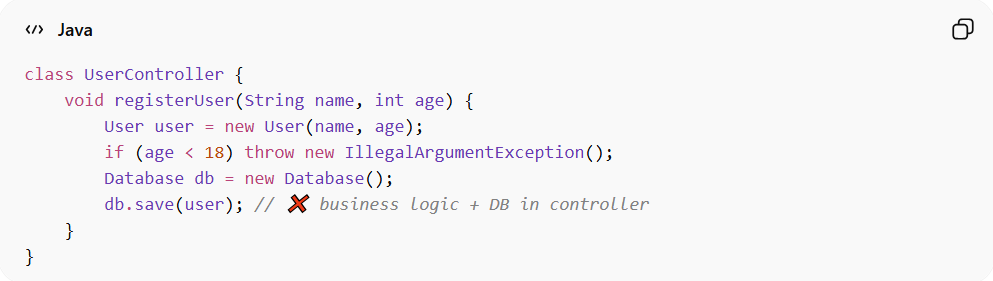 </> Java
class UserController {
    void registerUser(String name, int age) {
        User user = new User(name, age);
        if (age < 18) throw new IllegalArgumentException();
        Database db = new Database();
        db.save(user); // ❌ business logic + DB in controller
    }
}